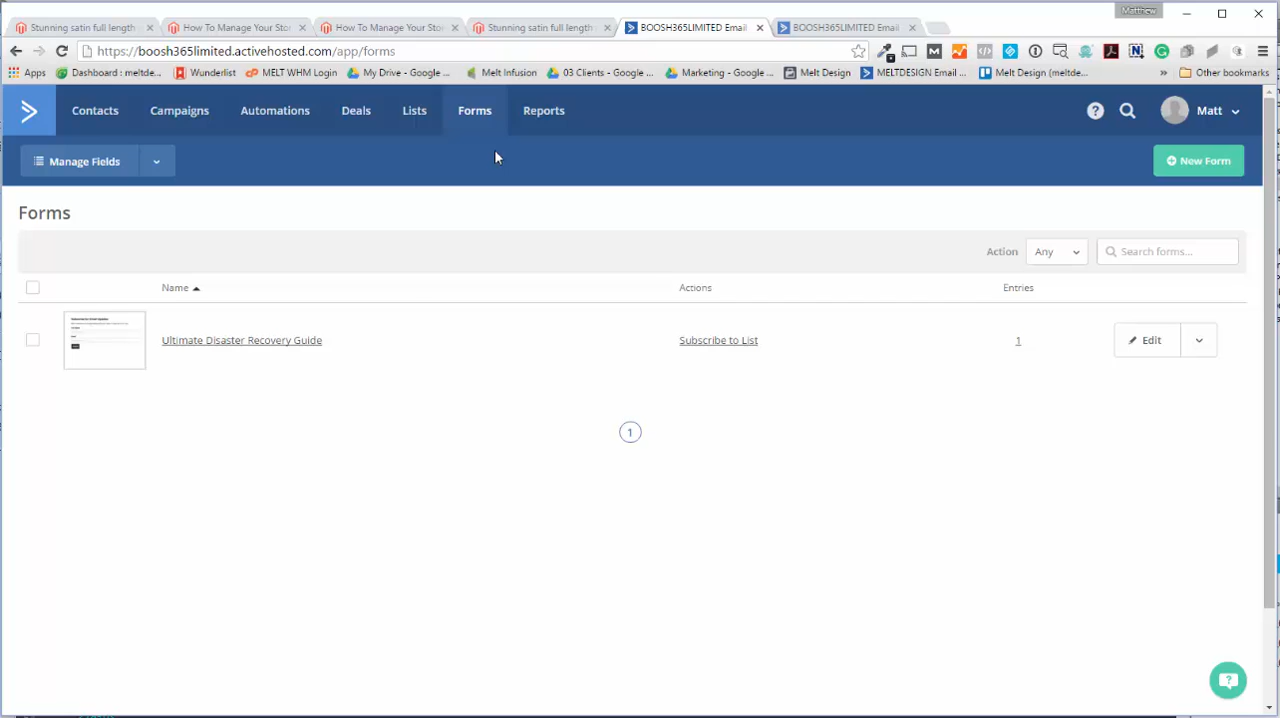 Matthew
Stunning satin full length
How To Manage Your Stor
How To Manage Your Stor
Stunning satin full length
BOOSH365LIMITED Email
BOOSH365LIMITED Email
https://boosh365limited.activehosted.com/app/forms
Apps
Dashboard : meltde...
Wunderlist
MELT WHM Login
My Drive - Google ...
Melt Infusion
03 Clients - Google ...
Marketing - Google ...
Melt Design
MELTDESIGN Email ...
Melt Design (meltde...
»
Other bookmarks
Contacts
Campaigns
Automations
Deals
Lists
Forms
Reports
Matt
Manage Fields
New Form
Forms
Action
Any
Search forms...
Name
Actions
Entries
Ultimate Disaster Recovery Guide
Subscribe to List
1
Edit
1